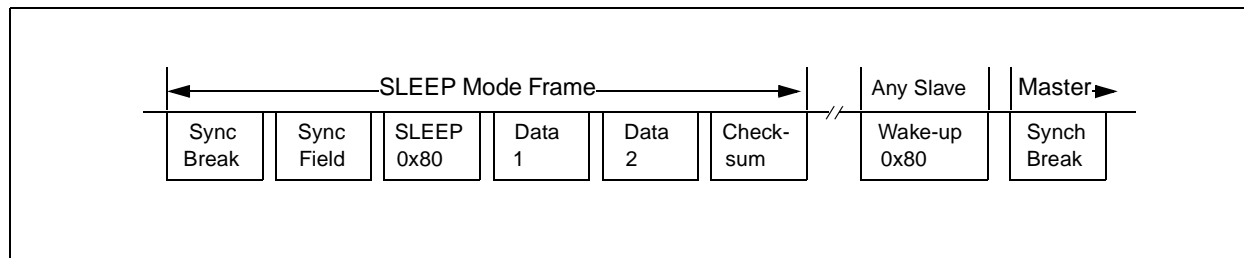 SLEEP Mode Frame
Any Slave
Master
Sync
Break
Sync
Field
SLEEP
0x80
Data
1
Data
2
Check-
sum
Wake-up
0x80
Synch
Break